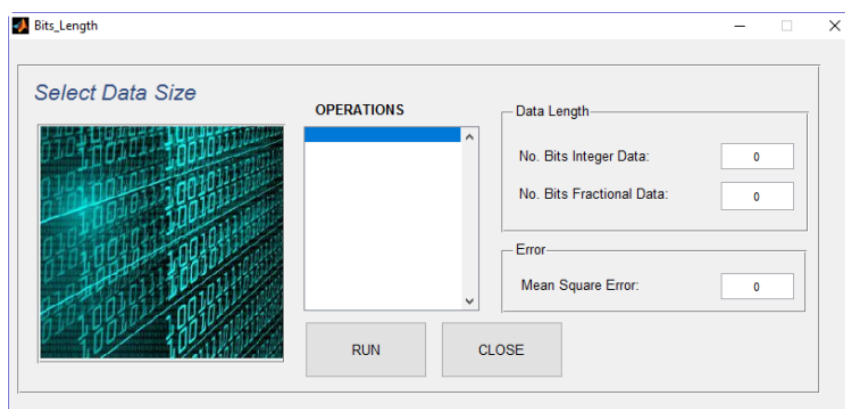 Bits_Length
Select Data Size
OPERATIONS
Data Length
No. Bits Integer Data:
0
No. Bits Fractional Data:
0
Error
Mean Square Error:
0
RUN
CLOSE